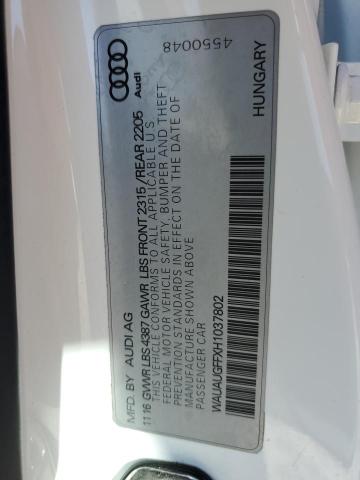 MFD. BY AUDI AG Audi 4550048
11.16 GVWR LBS 4387 GAWR LBS FRONT 2315 / REAR 2205
THIS VEHICLE CONFORMS TO ALL APPLICABLE U S
FEDERAL MOTOR VEHICLE SAFETY, BUMPER AND THEFT
PREVENTION STANDARDS IN EFFECT ON THE DATE OF
MANUFACTURE SHOWN ABOVE
PASSENGER CAR
WAUAUGFFXH1037802 HUNGARY